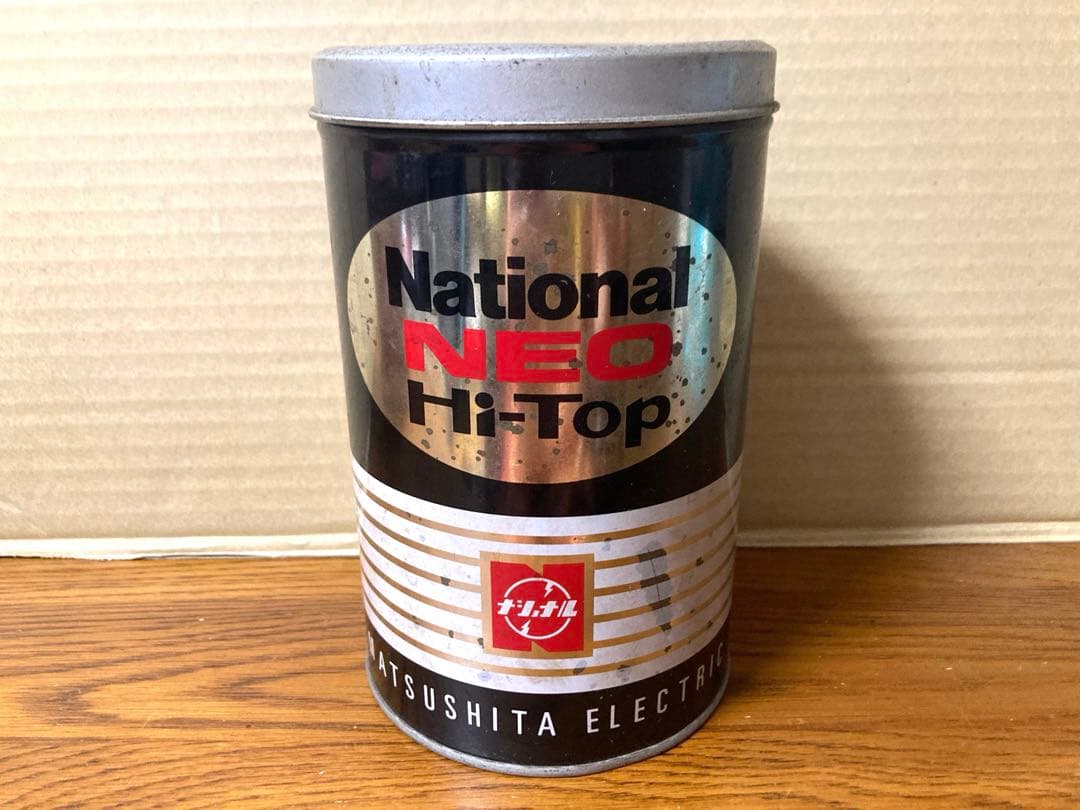 National
NEO
Hi-Top
ナショナル
MATSUSHITA ELECTRIC